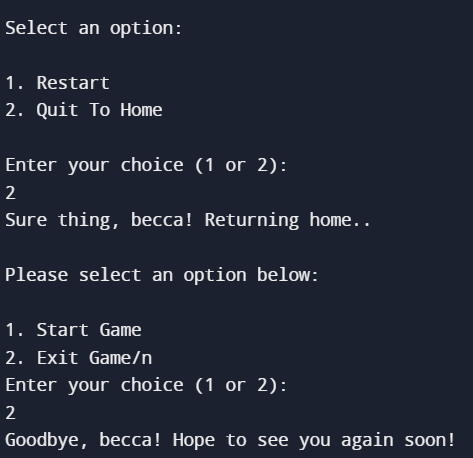 Select an option:
1. Restart
2. Quit To Home
Enter your choice (1 or 2):
2
Sure thing, becca! Returning home..
Please select an option below:
1. Start Game
2. Exit Game/n
Enter your choice (1 or 2):
2
Goodbye, becca! Hope to see you again soon!